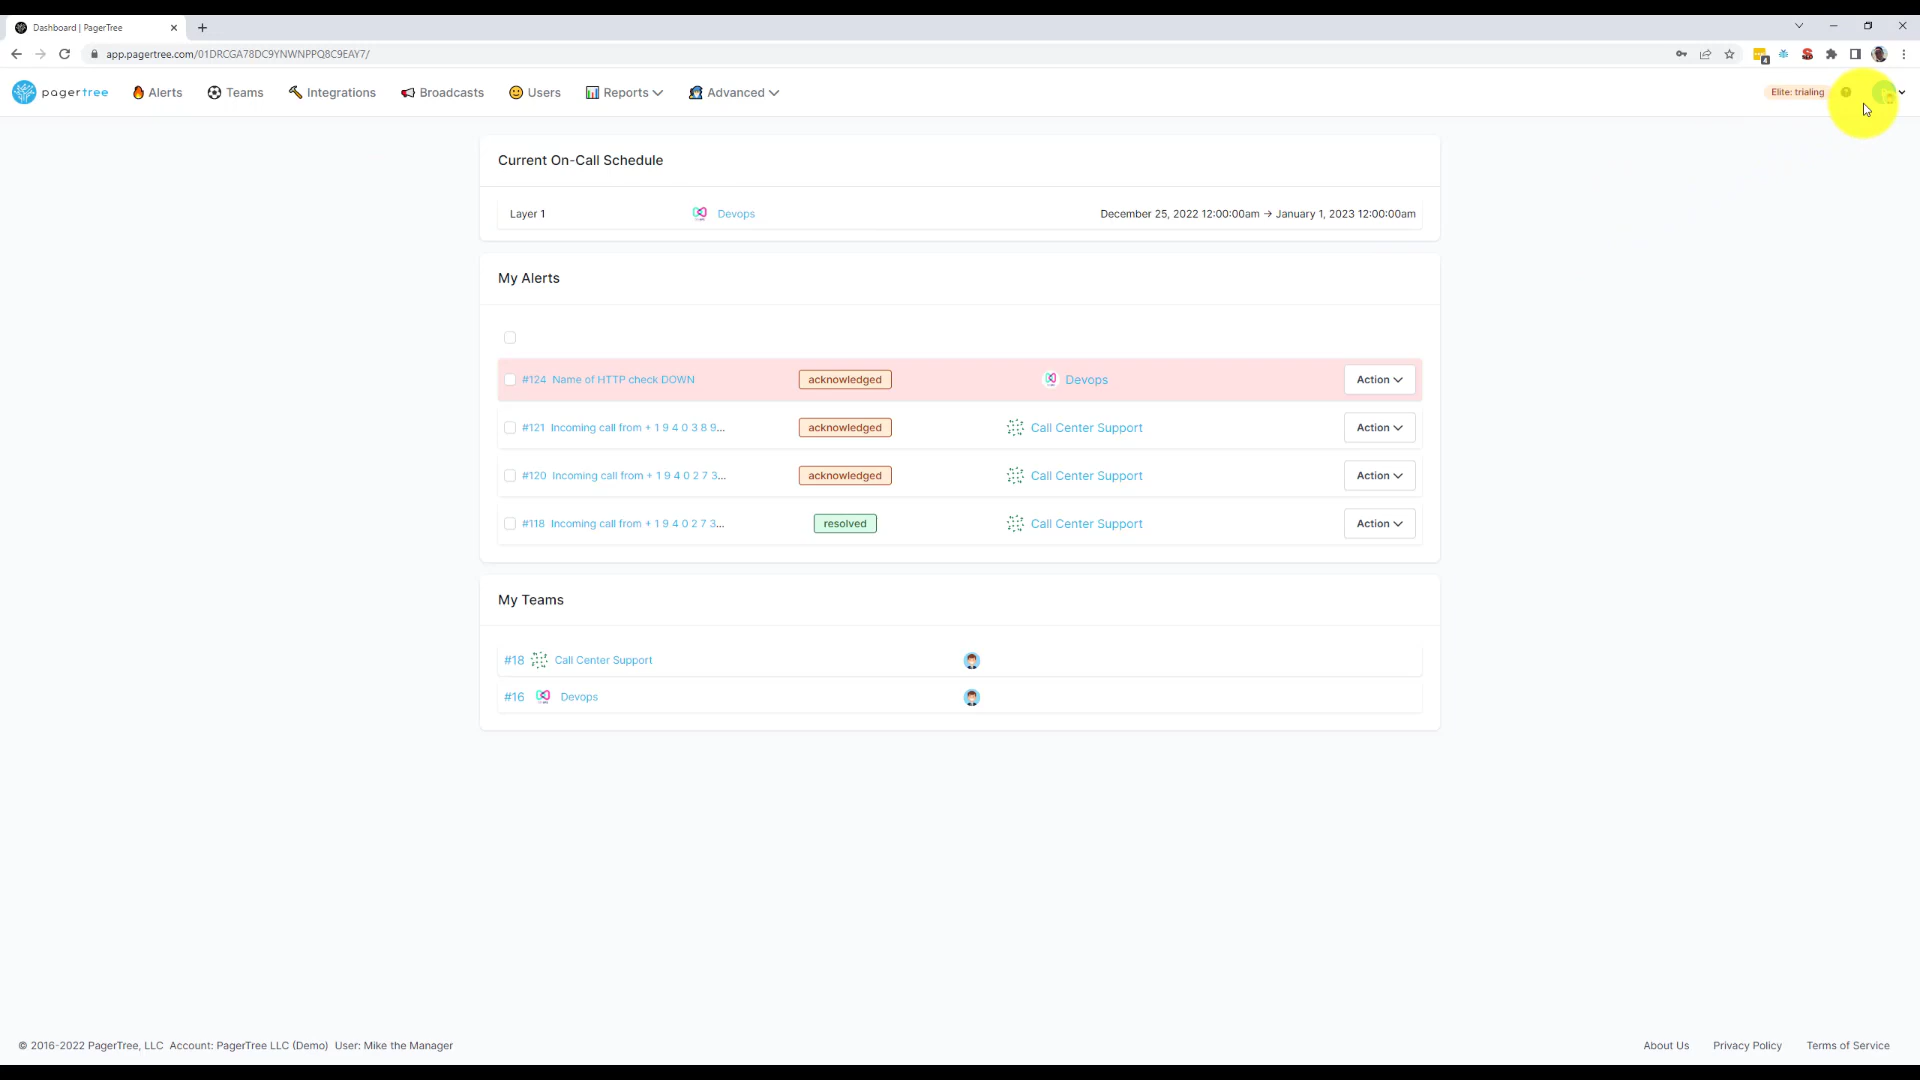 Dashboard | PagerTree
app.pagertree.com/01DRCGA78DC9YNWNPPQ8C9EAY7/
4
pagertree Alerts Teams Integrations Broadcasts Users Reports Advanced Elite: trialing
Current On-Call Schedule
Layer 1 Devops December 25, 2022 12:00:00am → January 1, 2023 12:00:00am
My Alerts
#124 Name of HTTP check DOWN acknowledged Devops Action
#121 Incoming call from + 1 9 4 0 3 8 9... acknowledged Call Center Support Action
#120 Incoming call from + 1 9 4 0 2 7 3... acknowledged Call Center Support Action
#118 Incoming call from + 1 9 4 0 2 7 3... resolved Call Center Support Action
My Teams
#18 Call Center Support
#16 Devops
© 2016-2022 PagerTree, LLC Account: PagerTree LLC (Demo) User: Mike the Manager About Us Privacy Policy Terms of Service